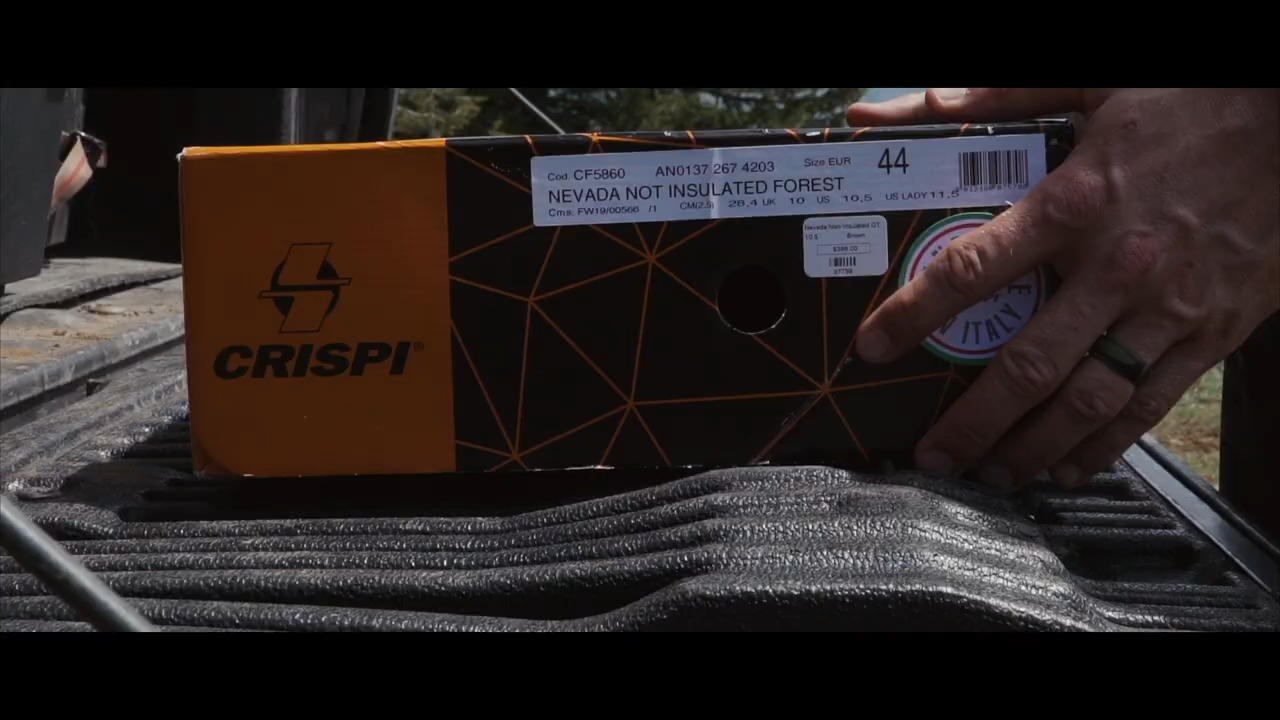 CRISPI®
Cod. CF5860 AN0137 267 4203 Size EUR 44
NEVADA NOT INSULATED FOREST
Cms: FW19/00566 /1 CM(2.5) 28,4 UK 10 US 10,5 US LADY 11,5
Nevada Non-Insulated GT
10.5 Brown
IN ITALY